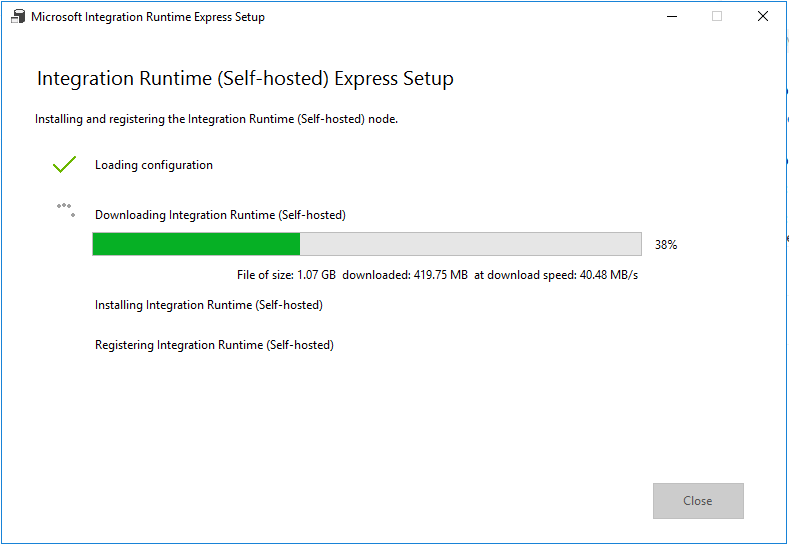 Microsoft Integration Runtime Express Setup
Integration Runtime (Self-hosted) Express Setup
Installing and registering the Integration Runtime (Self-hosted) node.
Loading configuration
Downloading Integration Runtime (Self-hosted)
38%
File of size: 1.07 GB downloaded: 419.75 MB at download speed: 40.48 MB/s
Installing Integration Runtime (Self-hosted)
Registering Integration Runtime (Self-hosted)
Close